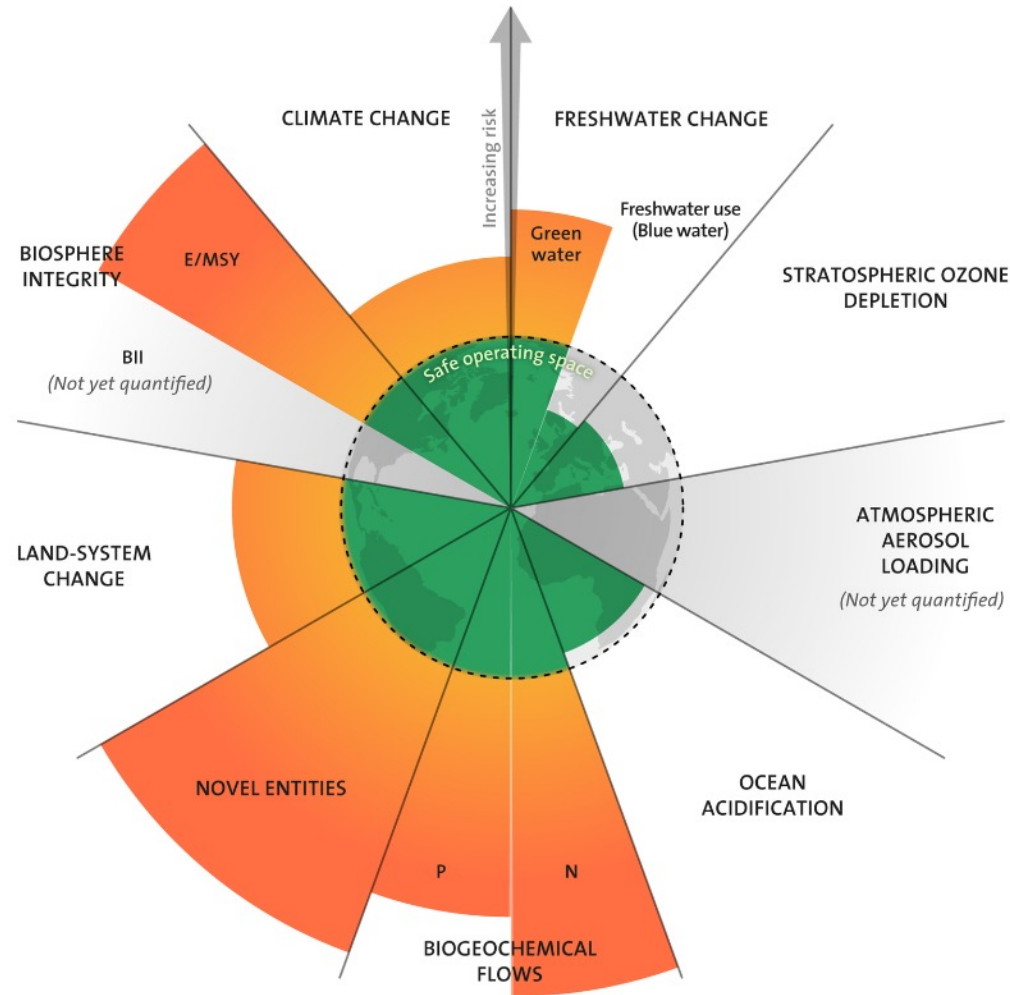 Increasing risk
CLIMATE CHANGE
FRESHWATER CHANGE
Freshwater use
(Blue water)
Green
water
STRATOSPHERIC OZONE
DEPLETION
BIOSPHERE
INTEGRITY
E/MSY
BII
(Not yet quantified)
Safe operating space
ATMOSPHERIC
AEROSOL
LOADING
(Not yet quantified)
LAND-SYSTEM
CHANGE
OCEAN
ACIDIFICATION
NOVEL ENTITIES
P
N
BIOGEOCHEMICAL
FLOWS